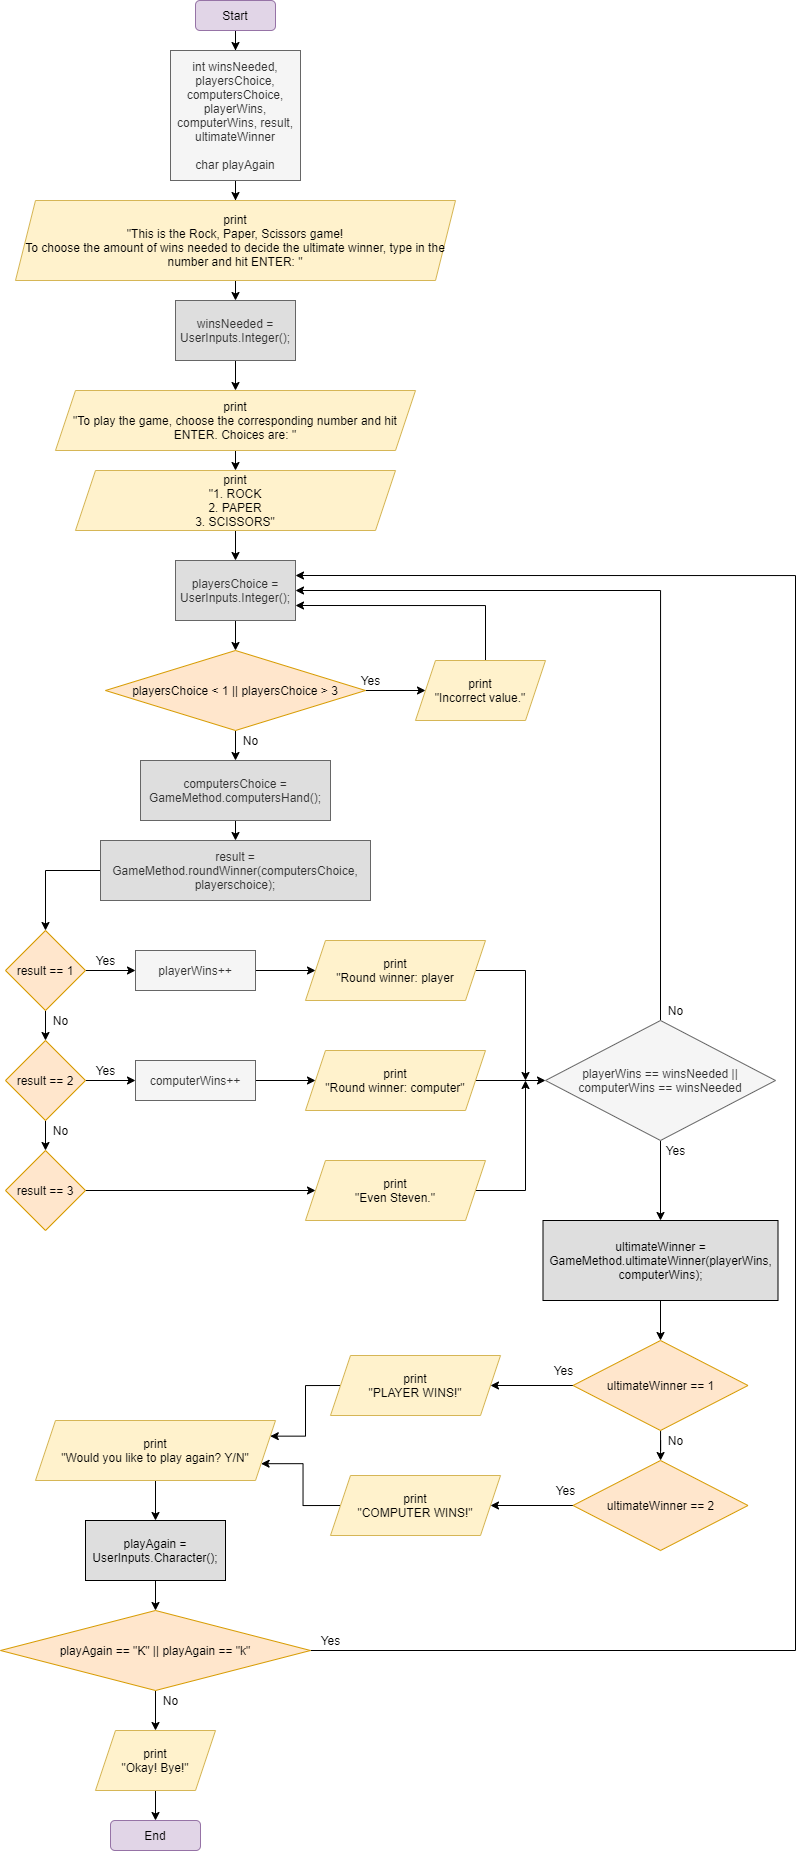 Start
int winsNeeded,
playersChoice,
computersChoice,
playerWins,
computerWins, result,
ultimateWinner
char playAgain
print
"This is the Rock, Paper, Scissors game!
To choose the amount of wins needed to decide the ultimate winner, type in the
number and hit ENTER: "
winsNeeded =
UserInputs.Integer();
print
"To play the game, choose the corresponding number and hit
ENTER. Choices are: "
print
"1. ROCK
2. PAPER
3. SCISSORS"
playersChoice =
UserInputs.Integer();
playersChoice < 1 || playersChoice > 3
Yes
print
"Incorrect value."
No
computersChoice =
GameMethod.computersHand();
result =
GameMethod.roundWinner(computersChoice,
playerschoice);
result == 1
Yes
playerWins++
print
"Round winner: player
No
result == 2
Yes
computerWins++
print
"Round winner: computer"
No
result == 3
print
"Even Steven."
No
playerWins == winsNeeded ||
computerWins == winsNeeded
Yes
ultimateWinner =
GameMethod.ultimateWinner(playerWins,
computerWins);
ultimateWinner == 1
Yes
print
"PLAYER WINS!"
No
ultimateWinner == 2
Yes
print
"COMPUTER WINS!"
print
"Would you like to play again? Y/N"
playAgain =
UserInputs.Character();
playAgain == "K" || playAgain == "k"
Yes
No
print
"Okay! Bye!"
End